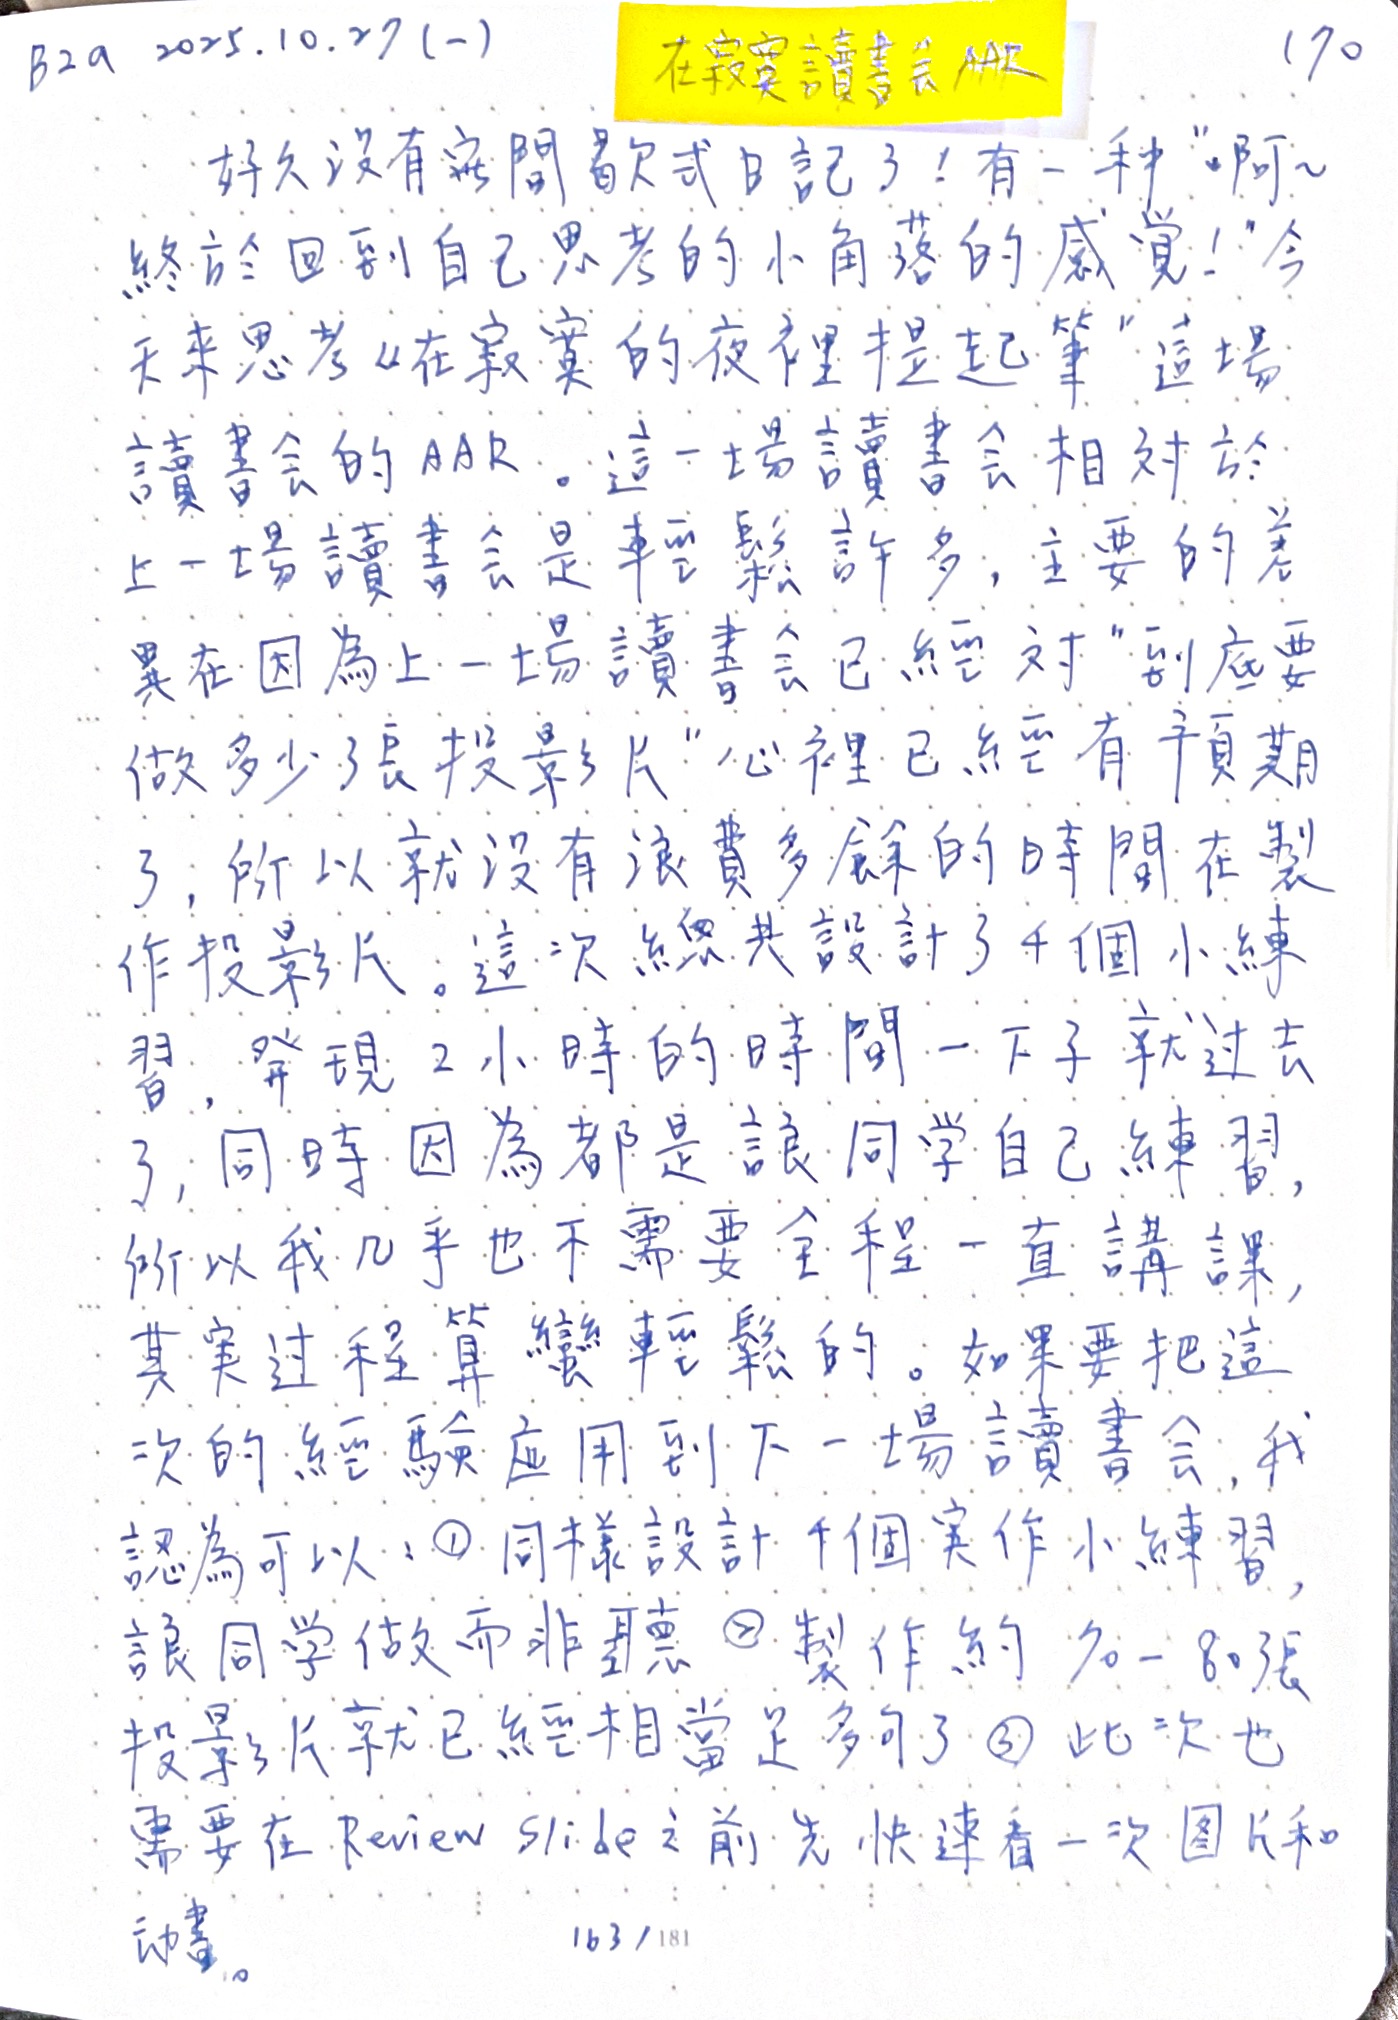 B29 2025.10.27(一)
在寂寞讀書会AAR
170
好久没有無間歇式日記了！有一种"啊~
終於回到自己思考的小角落的感覚！"今
天来思考"在寂寞的夜裡提起筆"這場
讀書会的AAR。這一場讀書会相対於
上一場讀書会是輕鬆許多，主要的差
異在因為上一場讀書会已經対"到底要
做多少張投影片"心裡已經有預期
了，所以就没有浪費多餘的時間在製
作投影片。這次總共設計了4個小練
習，発現2小時的時間一下子就过去
了，同時因為都是讓同学自己練習，
所以我几乎也不需要全程一直講課，
其実过程算蠻輕鬆的。如果要把這
次的經驗应用到下一場讀書会，我
認為可以：①同樣設計4個実作小練習，
讓同学做而非聽②製作約70-80張
投影片就已經相當足夠了③此次也
需要在Review Slide之前先快速看一次图片和
动畫。
163/181